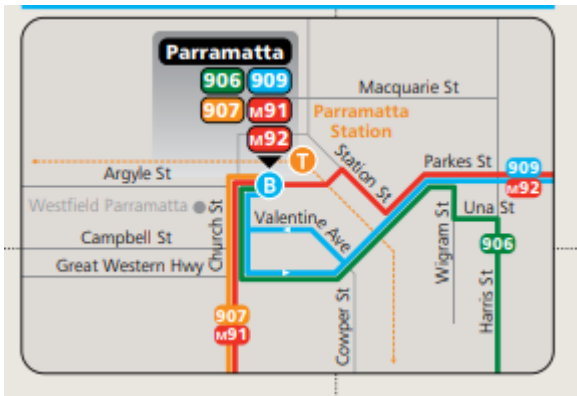 Parramatta
906 909
907 M91
M92
Macquarie St
Parramatta
Station
T
Station St
Parkes St
909
M92
Argyle St
B
Westfield Parramatta
Church St
Valentine Ave
Wigram St
Una St
Campbell St
906
Great Western Hwy
Harris St
Cowper St
907
M91